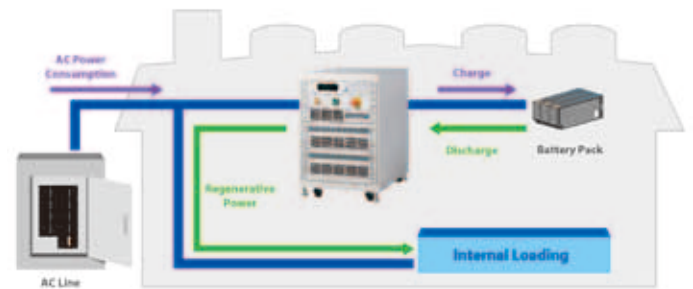 AC Power
Consumption
Charge
Discharge
Battery Pack
Regenerative
Power
Internal Loading
AC Line